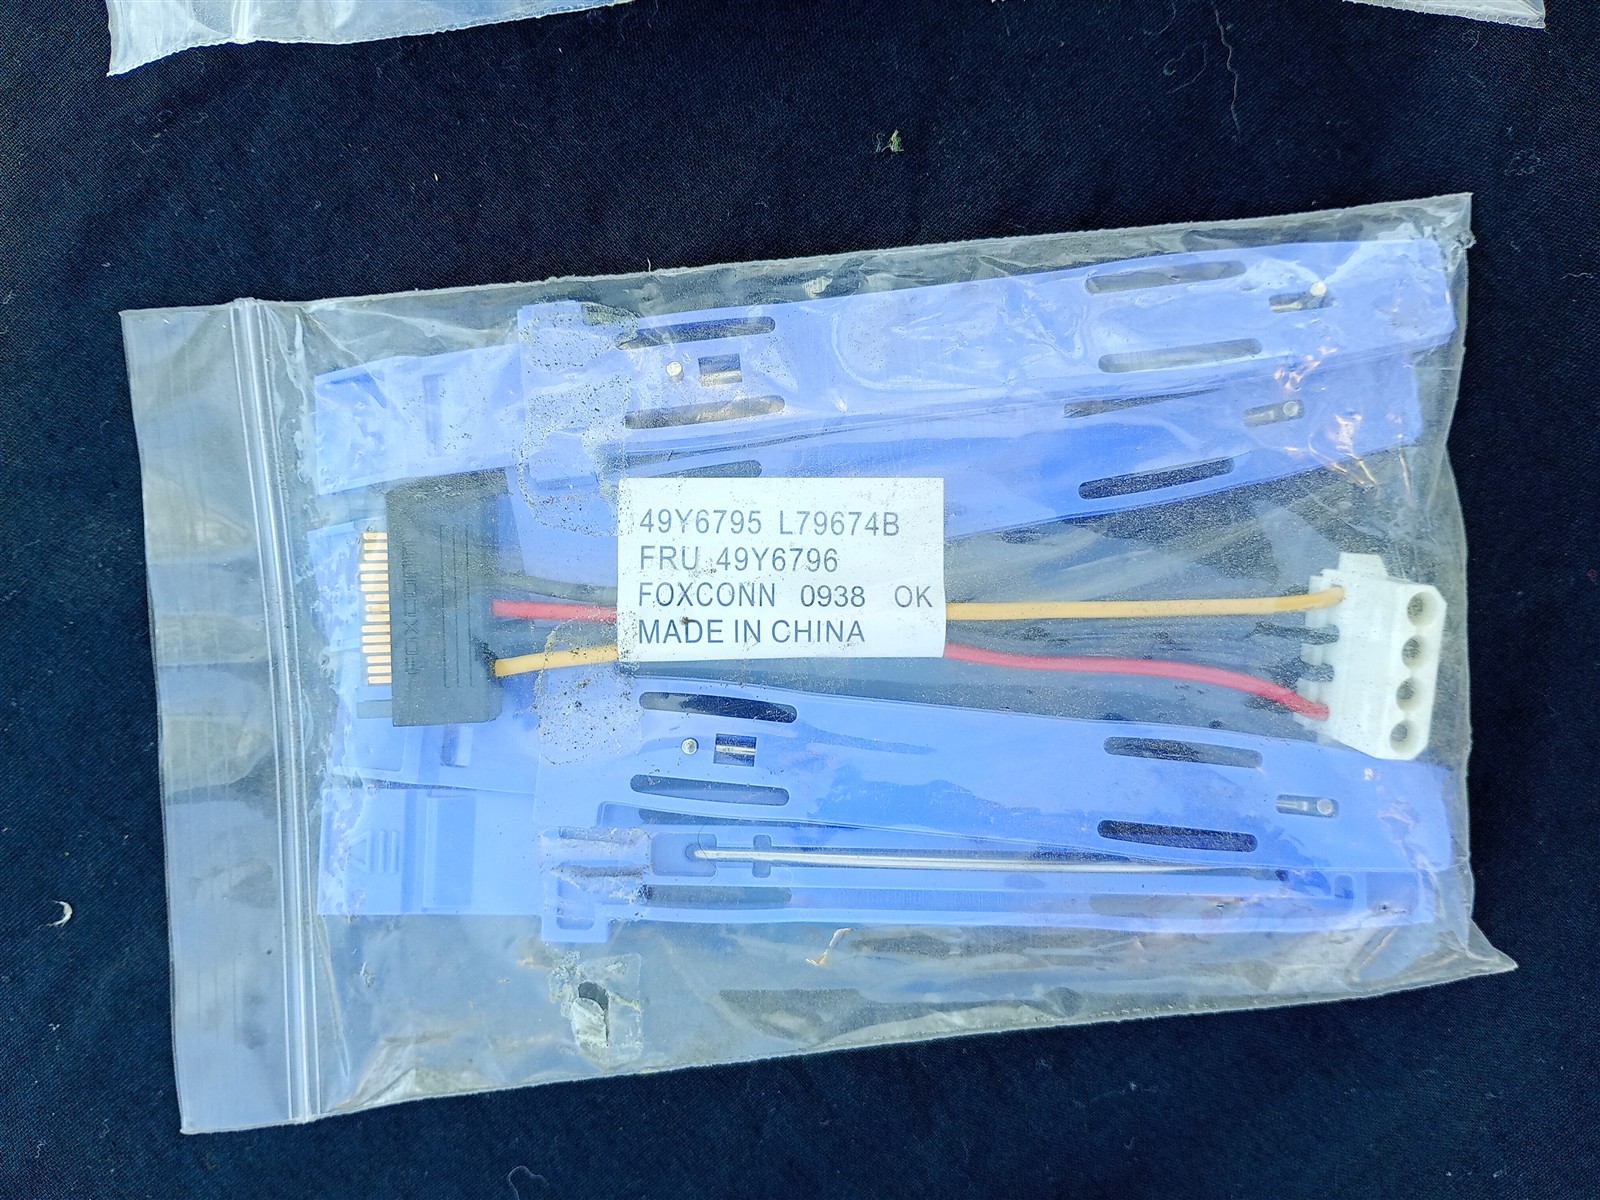 49Y6795 L79674B
FRU 49Y6796
FOXCONN 0938 OK
MADE IN CHINA
FOXCONN